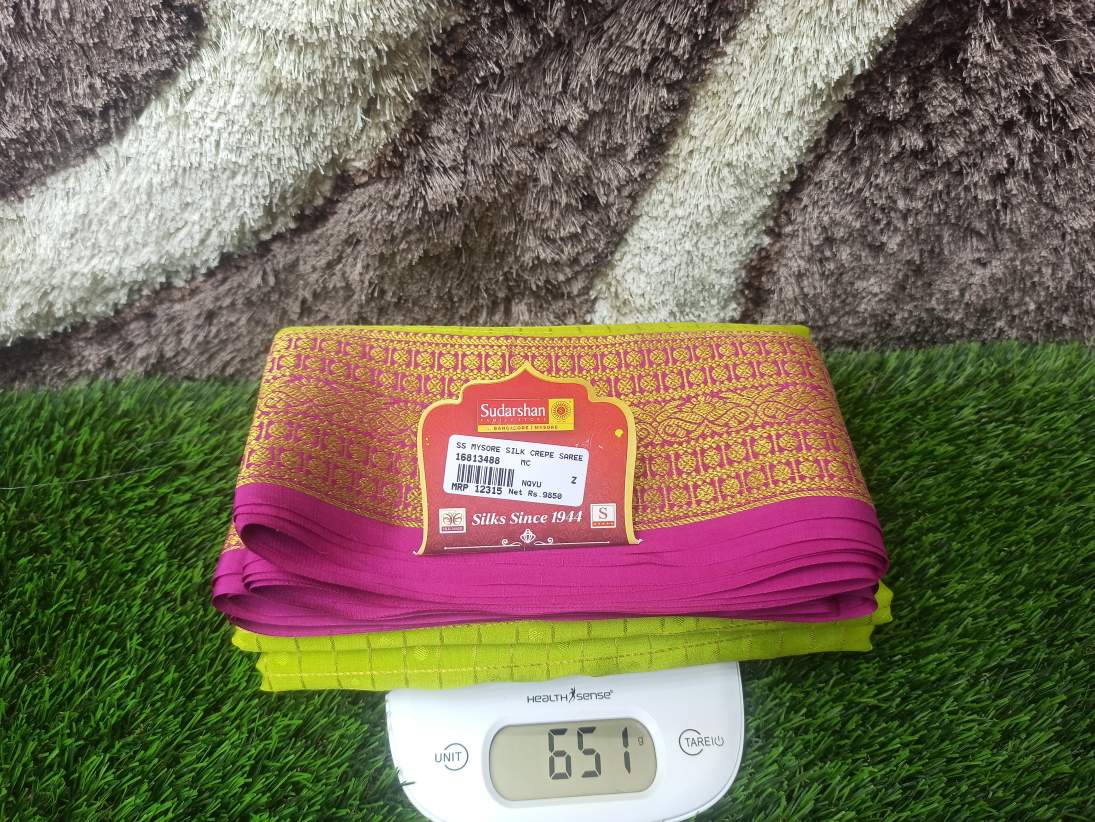 Sudarshan
BANGALORE | MYSORE
SS MYSORE SILK CREPE SAREE
16813488 MC
NQVU Z
MRP 12315 Net Rs.9850
Silks Since 1944
S
HEALTH SENSE
UNIT
651 g
TARE